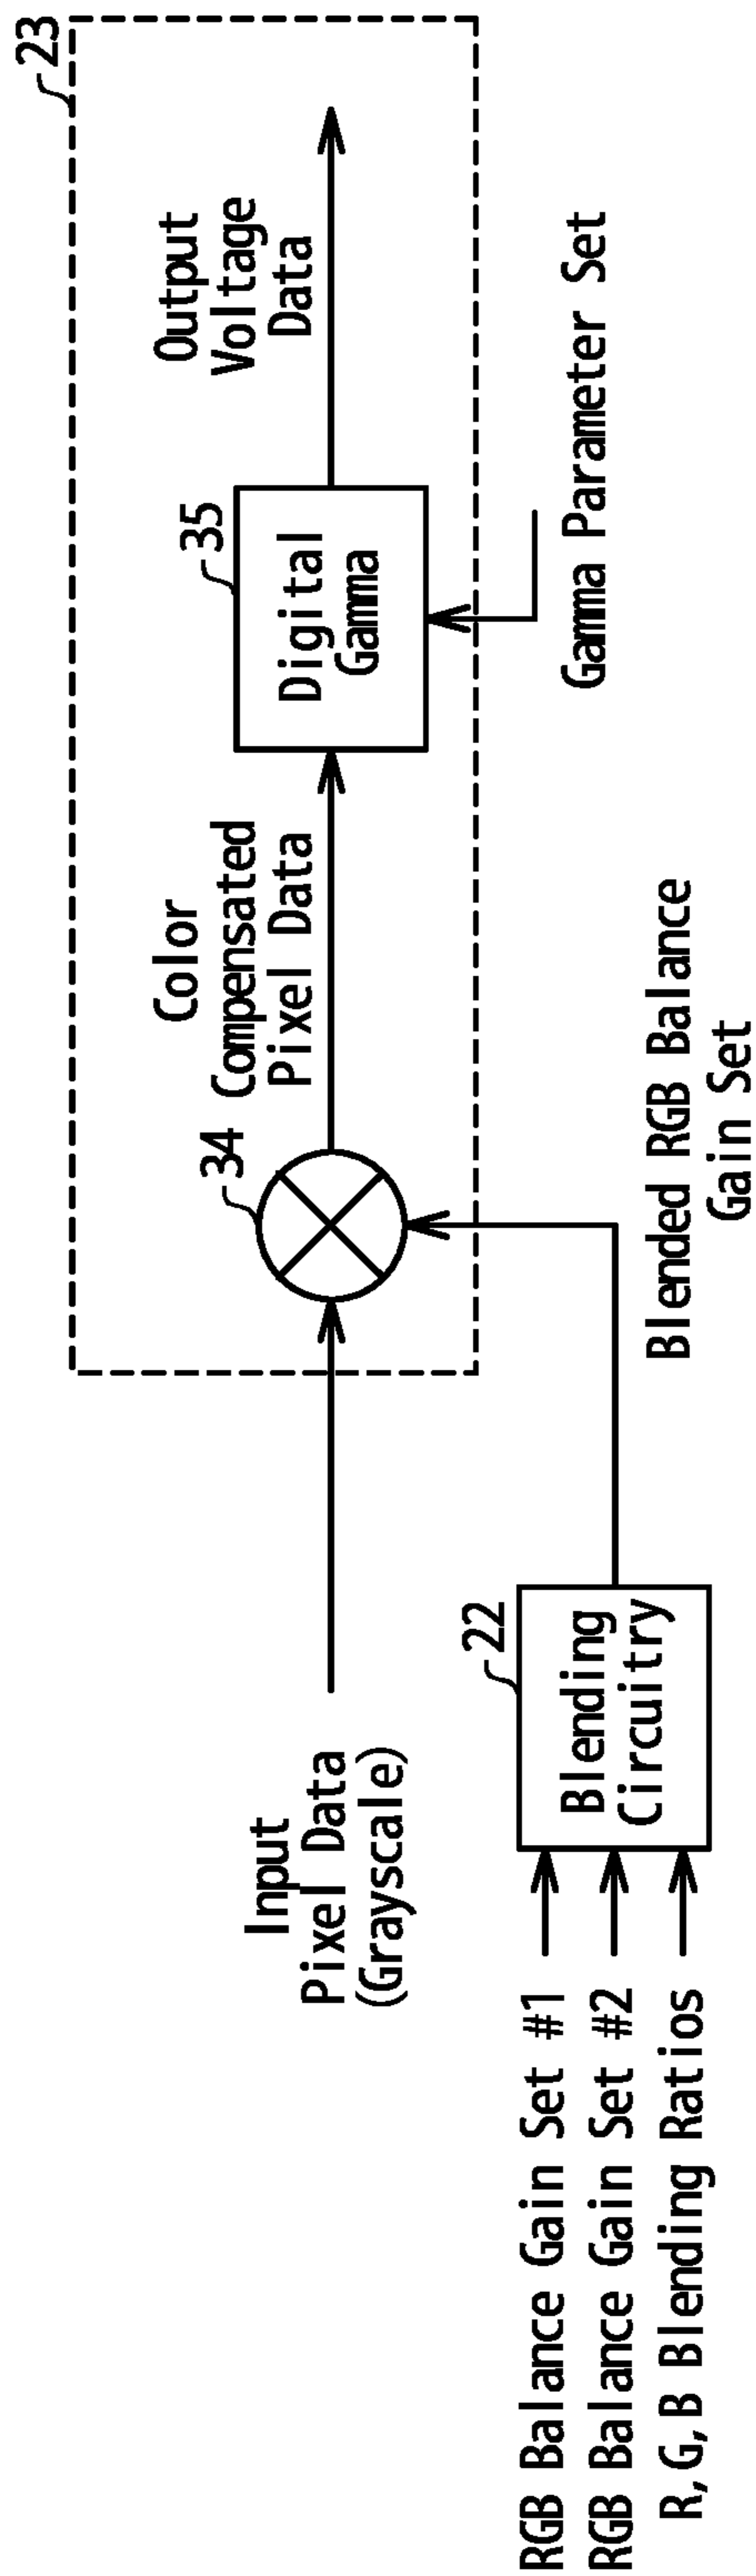 23
Output
Voltage
Data
35
Digital
Gamma
Gamma Parameter Set
Color
Compensated
Pixel Data
34
Blended RGB Balance
Gain Set
Input
Pixel Data
(Grayscale)
22
Blending
Circuitry
RGB Balance Gain Set #1
RGB Balance Gain Set #2
R,G,B Blending Ratios